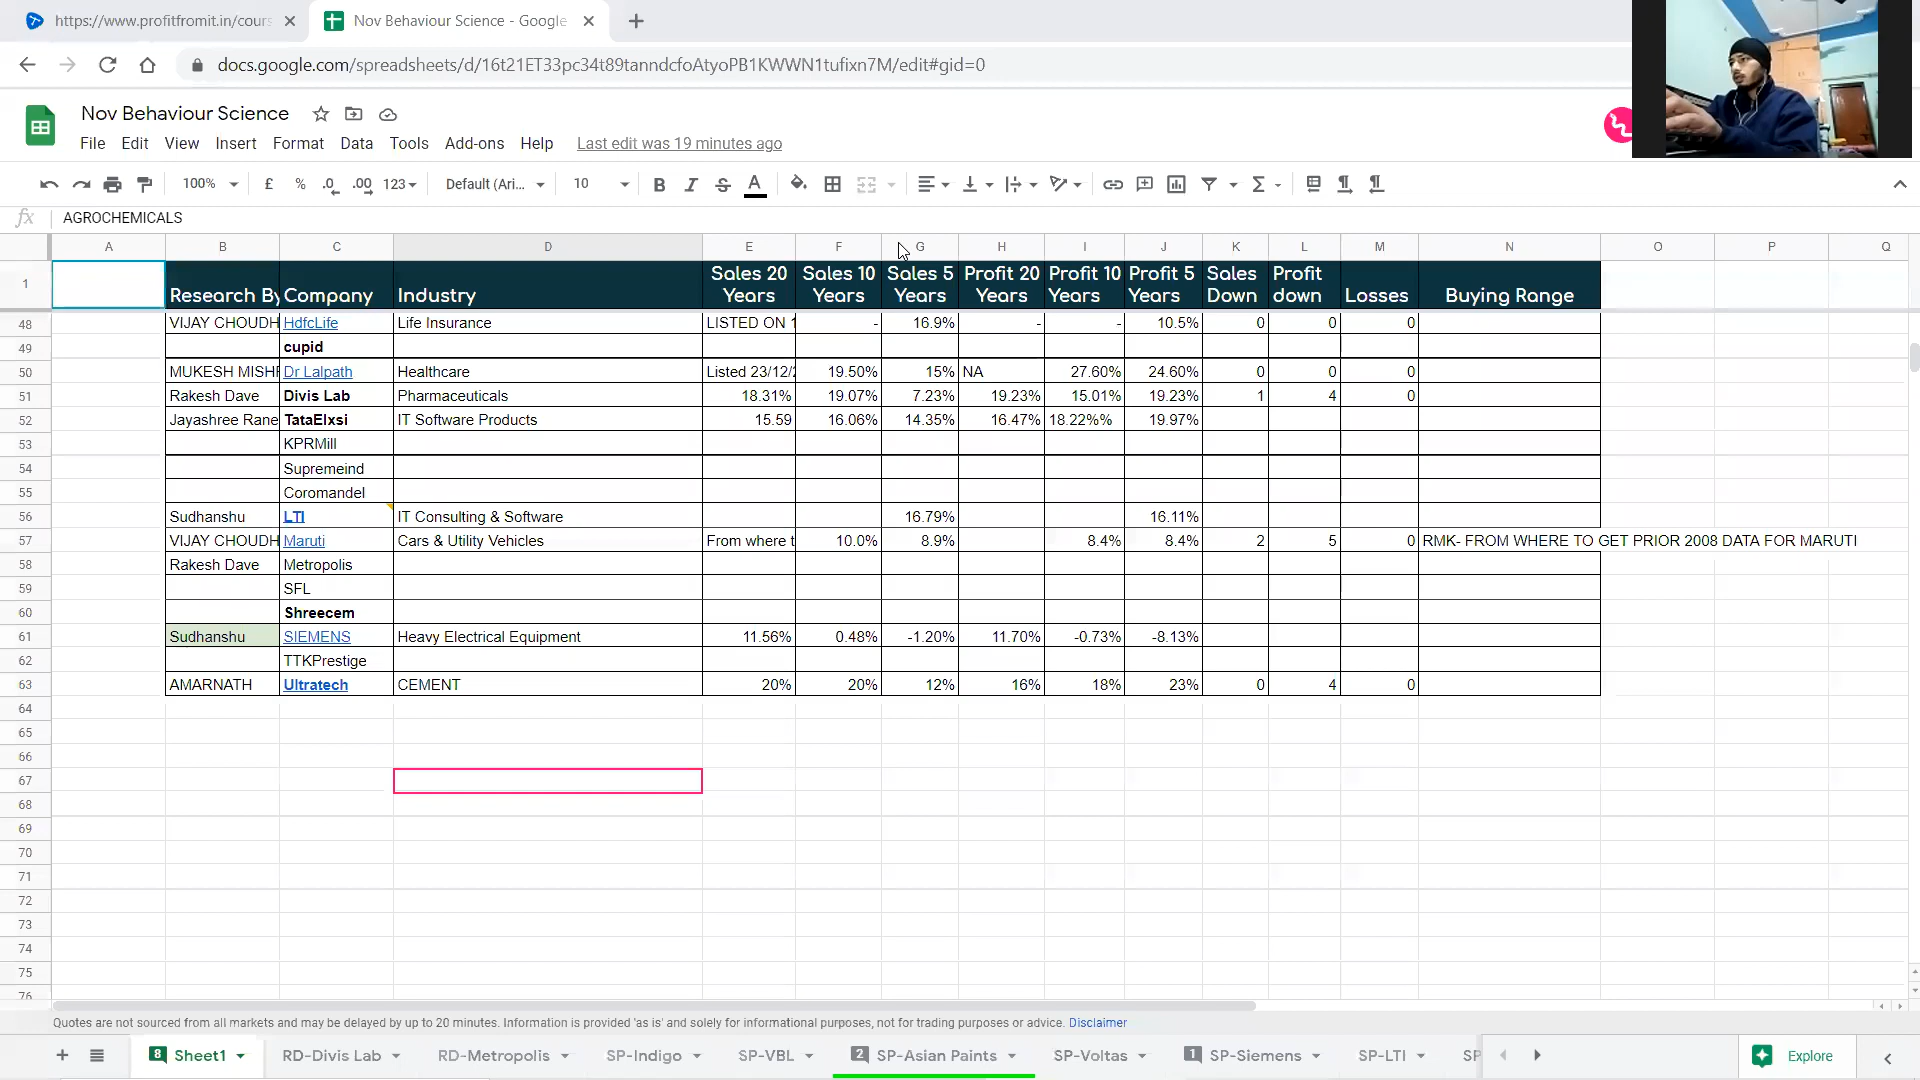 https://www.profitfromit.in/cours
Nov Behaviour Science - Google
docs.google.com/spreadsheets/d/16t21ET33pc34t89tanndcfoAtyoPB1KWWN1tufixn7M/edit#gid=0
Nov Behaviour Science
File Edit View Insert Format Data Tools Add-ons Help Last edit was 19 minutes ago
100% £ % .0 .00 123 Default (Ari... 10 B I S A
fx AGROCHEMICALS
A B C D E F G H I J K L M N O P Q
1 Research By Company Industry Sales 20 Years Sales 10 Years Sales 5 Years Profit 20 Years Profit 10 Years Profit 5 Years Sales Down Profit down Losses Buying Range
48 VIJAY CHOUDH HdfcLife Life Insurance LISTED ON 1 - 16.9% - - 10.5% 0 0 0
49 cupid
50 MUKESH MISHR Dr Lalpath Healthcare Listed 23/12/2 19.50% 15% NA 27.60% 24.60% 0 0 0
51 Rakesh Dave Divis Lab Pharmaceuticals 18.31% 19.07% 7.23% 19.23% 15.01% 19.23% 1 4 0
52 Jayashree Rane TataElxsi IT Software Products 15.59 16.06% 14.35% 16.47% 18.22%% 19.97%
53 KPRMill
54 Supremeind
55 Coromandel
56 Sudhanshu LTI IT Consulting & Software 16.79% 16.11%
57 VIJAY CHOUDH Maruti Cars & Utility Vehicles From where t 10.0% 8.9% 8.4% 8.4% 2 5 0 RMK- FROM WHERE TO GET PRIOR 2008 DATA FOR MARUTI
58 Rakesh Dave Metropolis
59 SFL
60 Shreecem
61 Sudhanshu SIEMENS Heavy Electrical Equipment 11.56% 0.48% -1.20% 11.70% -0.73% -8.13%
62 TTKPrestige
63 AMARNATH Ultratech CEMENT 20% 20% 12% 16% 18% 23% 0 4 0
64
65
66
67
68
69
70
71
72
73
74
75
76
Quotes are not sourced from all markets and may be delayed by up to 20 minutes. Information is provided 'as is' and solely for informational purposes, not for trading purposes or advice. Disclaimer
8 Sheet1 RD-Divis Lab RD-Metropolis SP-Indigo SP-VBL 2 SP-Asian Paints SP-Voltas 1 SP-Siemens SP-LTI SP Explore